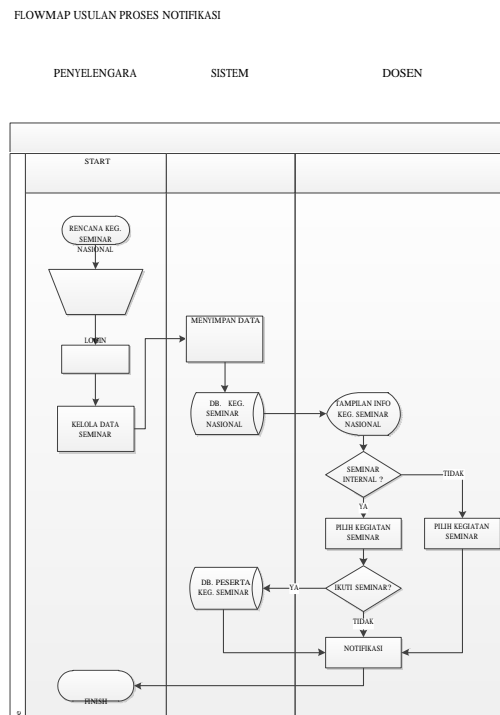 FLOWMAP USULAN PROSES NOTIFIKASI
PENYELENGARA
SISTEM
DOSEN
START
RENCANA KEG.
SEMINAR
NASIONAL
LOGIN
KELOLA DATA
SEMINAR
MENYIMPAN DATA
DB. KEG.
SEMINAR
NASIONAL
TAMPILAN INFO
KEG. SEMINAR
NASIONAL
SEMINAR
INTERNAL ?
TIDAK
YA
PILIH KEGIATAN
SEMINAR
PILIH KEGIATAN
SEMINAR
IKUTI SEMINAR?
YA
DB. PESERTA
KEG. SEMINAR
TIDAK
NOTIFIKASI
FINISH